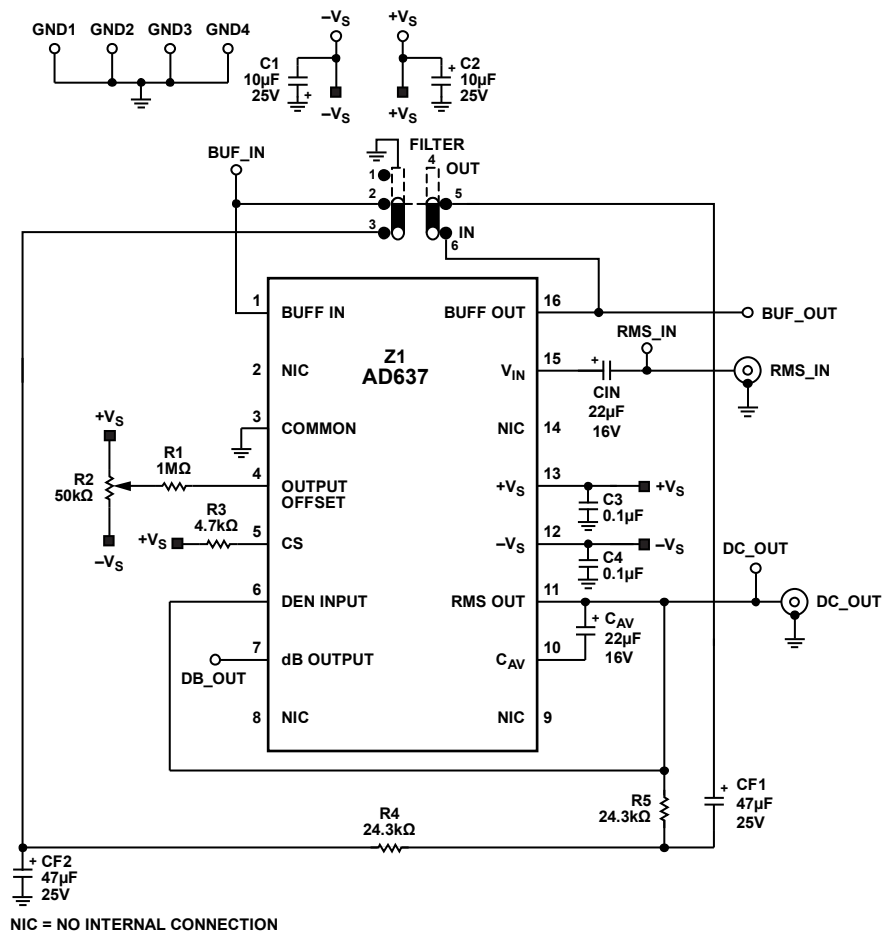 GND1 GND2 GND3 GND4
–VS
+VS
C1
10µF
25V
+
–VS
+VS
+ C2
10µF
25V
FILTER
4
OUT
BUF_IN
1
2
3
5
IN
6
1 BUFF IN
BUFF OUT 16
BUF_OUT
Z1
AD637
2 NIC
VIN 15
+
CIN
22µF
16V
RMS_IN
RMS_IN
3 COMMON
NIC 14
+VS
R2
50kΩ
–VS
R1
1MΩ
4 OUTPUT
OFFSET
+VS 13
+VS
C3
0.1µF
R3
4.7kΩ
+VS
5 CS
–VS 12
–VS
C4
0.1µF
6 DEN INPUT
RMS OUT 11
DC_OUT
DC_OUT
+ CAV
22µF
16V
7 dB OUTPUT
DB_OUT
CAV 10
8 NIC
NIC 9
R4
24.3kΩ
R5
24.3kΩ
+ CF1
47µF
25V
+ CF2
47µF
25V
NIC = NO INTERNAL CONNECTION